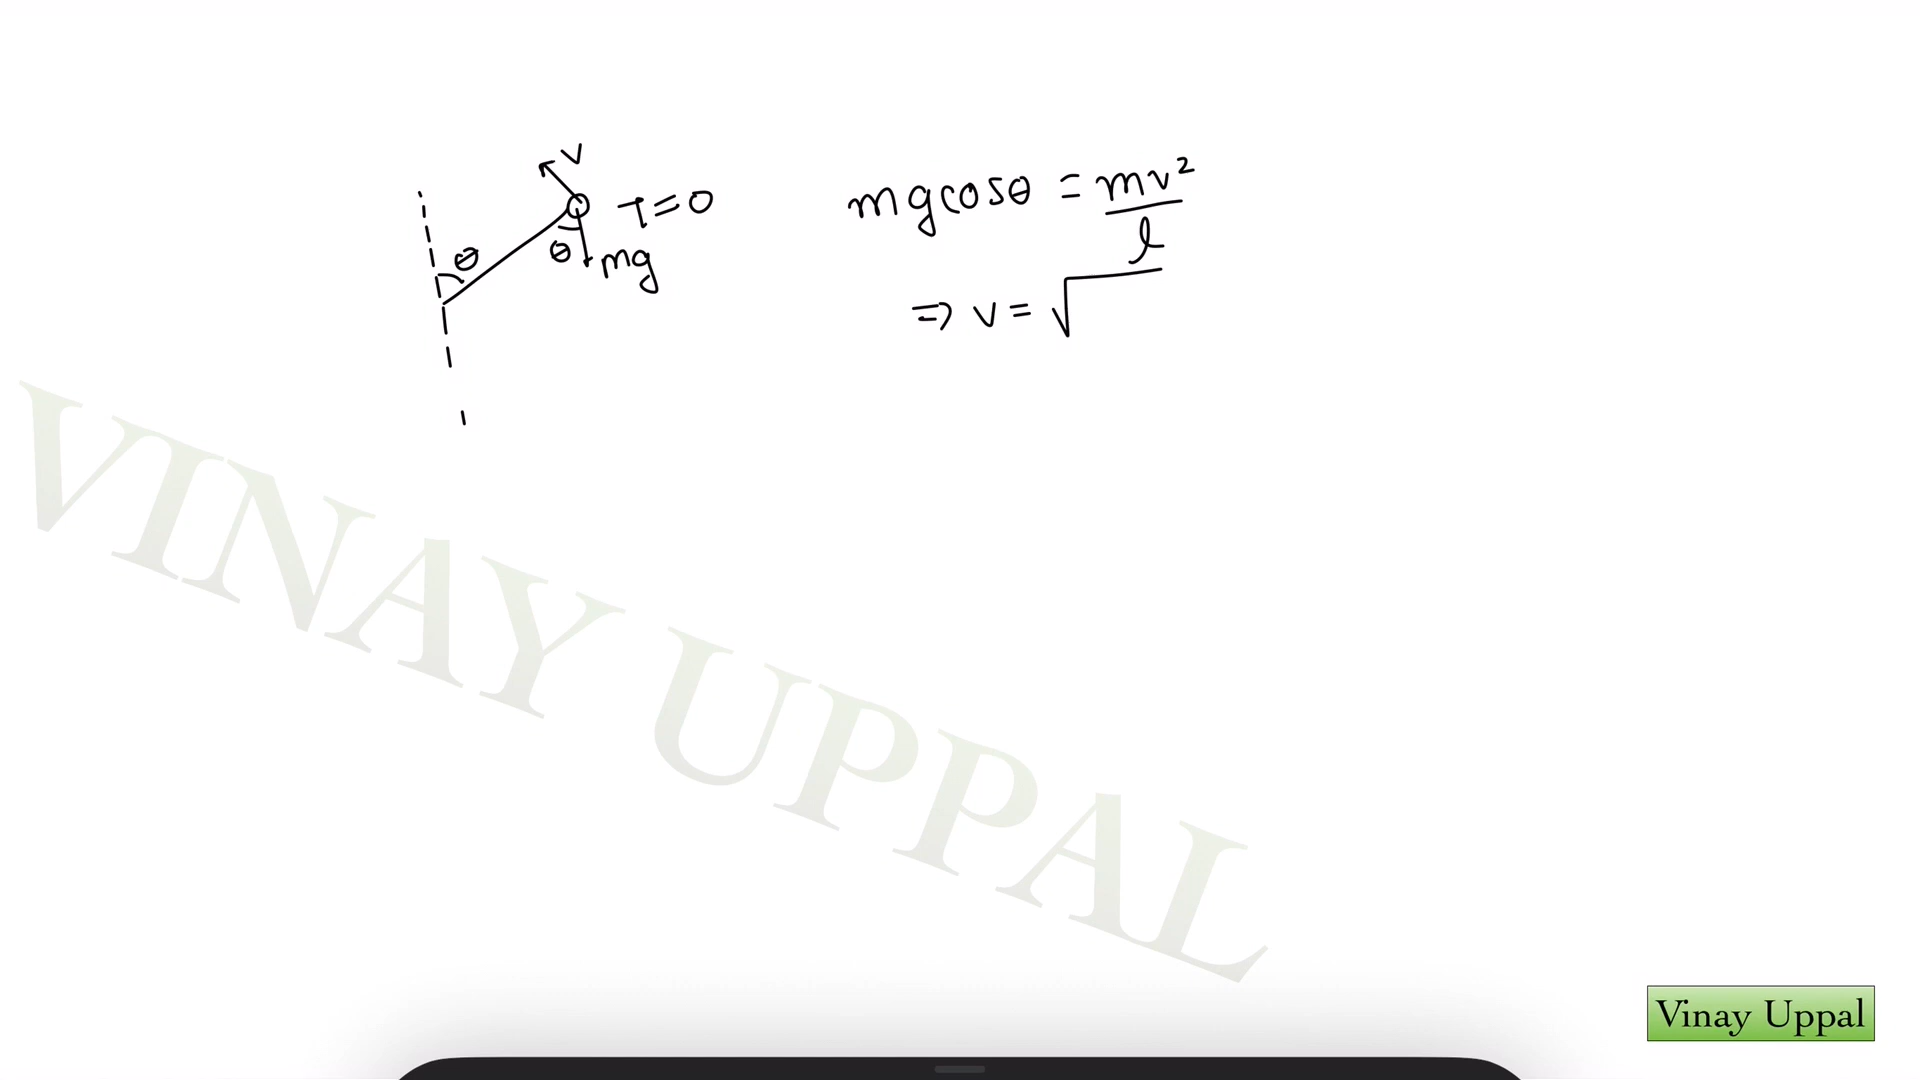 v
T=0
θ
θ
mg
mgcosθ = mv²/l
⇒ v = √
VINAY UPPAL
Vinay Uppal